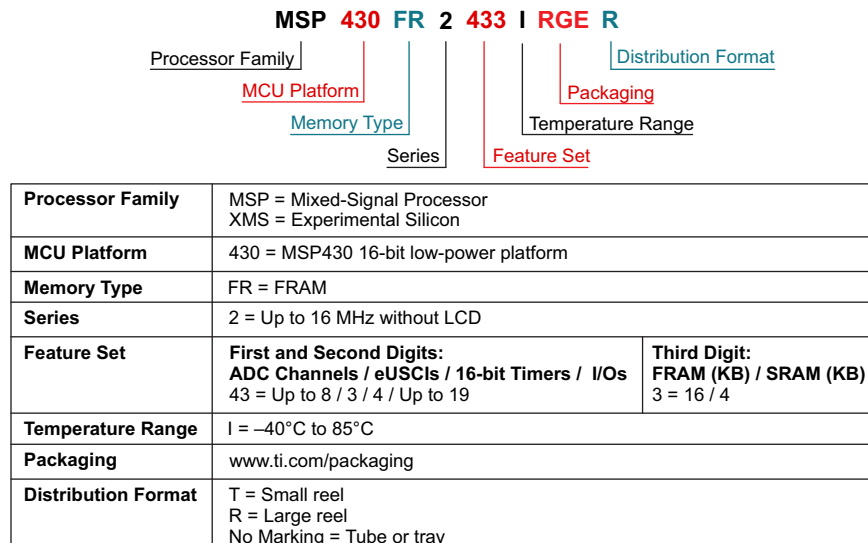 MSP 430 FR 2 433 I RGE R
Processor Family
Distribution Format
MCU Platform
Packaging
Memory Type
Temperature Range
Series
Feature Set
Processor Family
MSP = Mixed-Signal Processor
XMS = Experimental Silicon
MCU Platform
430 = MSP430 16-bit low-power platform
Memory Type
FR = FRAM
Series
2 = Up to 16 MHz without LCD
Feature Set
First and Second Digits:
ADC Channels / eUSCIs / 16-bit Timers / I/Os
43 = Up to 8 / 3 / 4 / Up to 19
Third Digit:
FRAM (KB) / SRAM (KB)
3 = 16 / 4
Temperature Range
I = –40°C to 85°C
Packaging
www.ti.com/packaging
Distribution Format
T = Small reel
R = Large reel
No Marking = Tube or tray